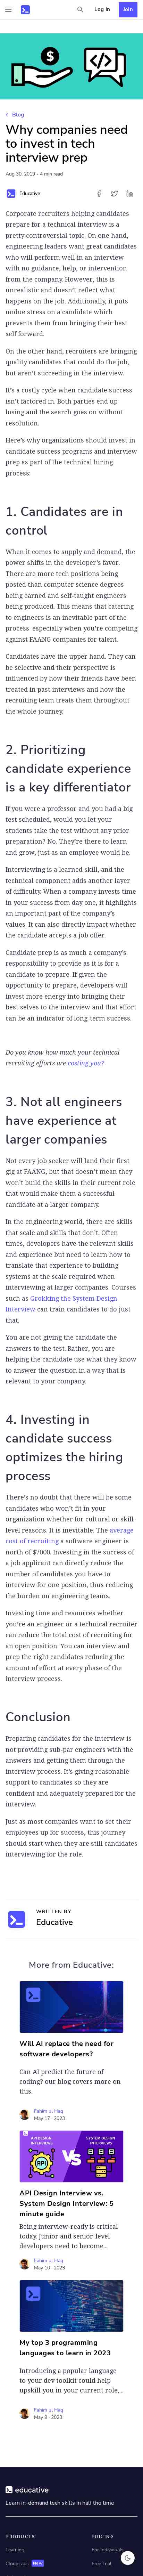 Log In
Join
Blog
Why companies need
to invest in tech
interview prep
Aug 30, 2019 • 4 min read
Educative
Corporate recruiters helping candidates
prepare for a technical interview is a
pretty controversial topic. On one hand,
engineering leaders want great candidates
who will perform well in an interview
with no guidance, help, or intervention
from the company. However, this is
unrealistic and doesn't reflect what
happens on the job. Additionally, it puts
undue stress on a candidate which
prevents them from bringing their best
self forward.
On the other hand, recruiters are bringing
quality candidates that could do the job,
but aren't succeeding in the interview.
It's a costly cycle when candidate success
isn't factored in. Both parties end up
losing and the search goes on without
resolution.
Here's why organizations should invest in
candidate success programs and interview
prep as part of the technical hiring
process:
1. Candidates are in
control
When it comes to supply and demand, the
power shifts in the developer's favor.
There are more tech positions being
posted than computer science degrees
being earned and self-taught engineers
being produced. This means that catering
to engineers is an inevitable part of the
process–especially when you're competing
against FAANG companies for talent.
Candidates have the upper hand. They can
be selective and their perspective is
influenced by how their friends have been
treated in past interviews and how the
recruiting team treats them throughout
the whole journey.
2. Prioritizing
candidate experience
is a key differentiator
If you were a professor and had a big
test scheduled, would you let your
students take the test without any prior
preparation? No. They're there to learn
and grow, just as an employee would be.
Interviewing is a learned skill, and the
technical component adds another layer
of difficulty. When a company invests time
in your success from day one, it highlights
that support is an important part of the
company's values. It can also directly impact whether
the candidate accepts a job offer.
Candidate prep is as much a company's
responsibility to provide as it is for a
candidate to prepare. If given the
opportunity to prepare, developers will
invest more energy into bringing their best
selves to the interview and that effort
can be an indicator of long-term success.
Do you know how much your technical
recruiting efforts are costing you?
3. Not all engineers
have experience at
larger companies
Not every job seeker will land their first
gig at FAANG, but that doesn't mean they
won't build the skills in their current role
that would make them a successful
candidate at a larger company.
In the engineering world, there are skills
that scale and skills that don't. Often
times, developers have the relevant skills
and experience but need to learn how to
translate that experience to building
systems at the scale required when
interviewing at larger companies. Courses
such as Grokking the System Design
Interview can train candidates to do just
that.
You are not giving the candidate the
answers to the test. Rather, you are
helping the candidate use what they know
to answer the question in a way that is
relevant to your company.
4. Investing in
candidate success
optimizes the hiring
process
There's no doubt that there will be some
candidates who won't fit in your
organization whether for cultural or skill-
level reasons. It is inevitable. The average
cost of recruiting a software engineer is
north of $7000. Investing in the success of
a job applicant can directly reduce the
number of candidates you have to
interview for one position, reducing the
burden on engineering teams.
Investing time and resources whether
you're an engineer or a technical recruiter
can reduce the total cost of recruiting for
an open position. You can interview and
prep the right candidates reducing the
amount of effort at every phase of the
interview process.
Conclusion
Preparing candidates for the interview is
not providing sub-par engineers with the
answers and getting them through the
interview process. It's giving reasonable
support to candidates so they are
confident and adequately prepared for the
interview.
Just as most companies want to set their
employees up for success, this journey
should start when they are still candidates
interviewing for the role.
WRITTEN BY
Educative
More from Educative:
Will AI replace the need for
software developers?
Can AI predict the future of
coding? our blog covers more on
this.
Fahim ul Haq
May 17 · 2023
API DESIGN
INTERVIEW
VS
SYSTEM DESIGN
INTERVIEWS
API Design Interview vs.
System Design Interview: 5
minute guide
Being interview-ready is critical
today. Junior and senior-level
developers need to become...
Fahim ul Haq
May 10 · 2023
My top 3 programming
languages to learn in 2023
Introducing a popular language
to your dev toolkit could help
upskill you in your current role,...
Fahim ul Haq
May 9 · 2023
educative
Learn in-demand tech skills in half the time
PRODUCTS
PRICING
Learning
For Individuals
CloudLabs New
Free Trial